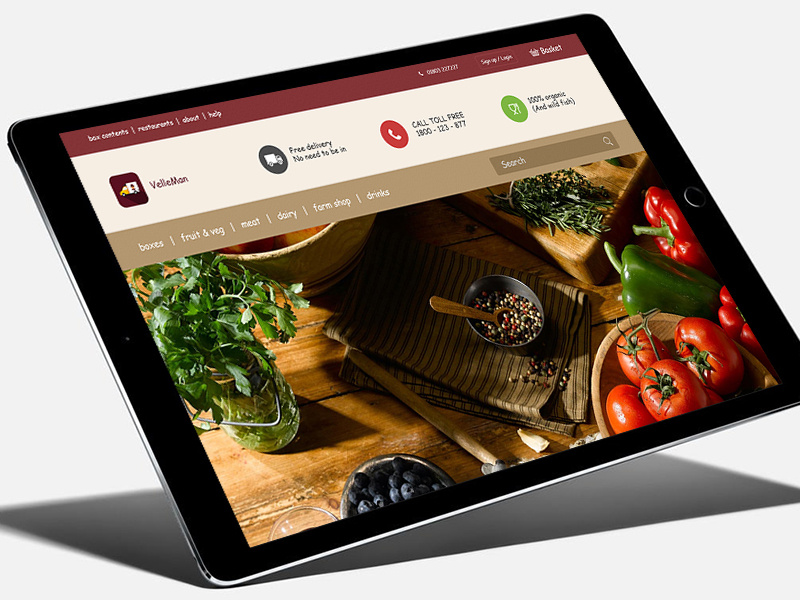 01803 227227
Sign up / Login
Basket
box contents | restaurants | about | help
Free delivery
No need to be in
CALL TOLL FREE
1800 - 123 - 877
100% organic
(And wild fish)
VelleMan
Search
boxes | fruit & veg | meat | dairy | farm shop | drinks